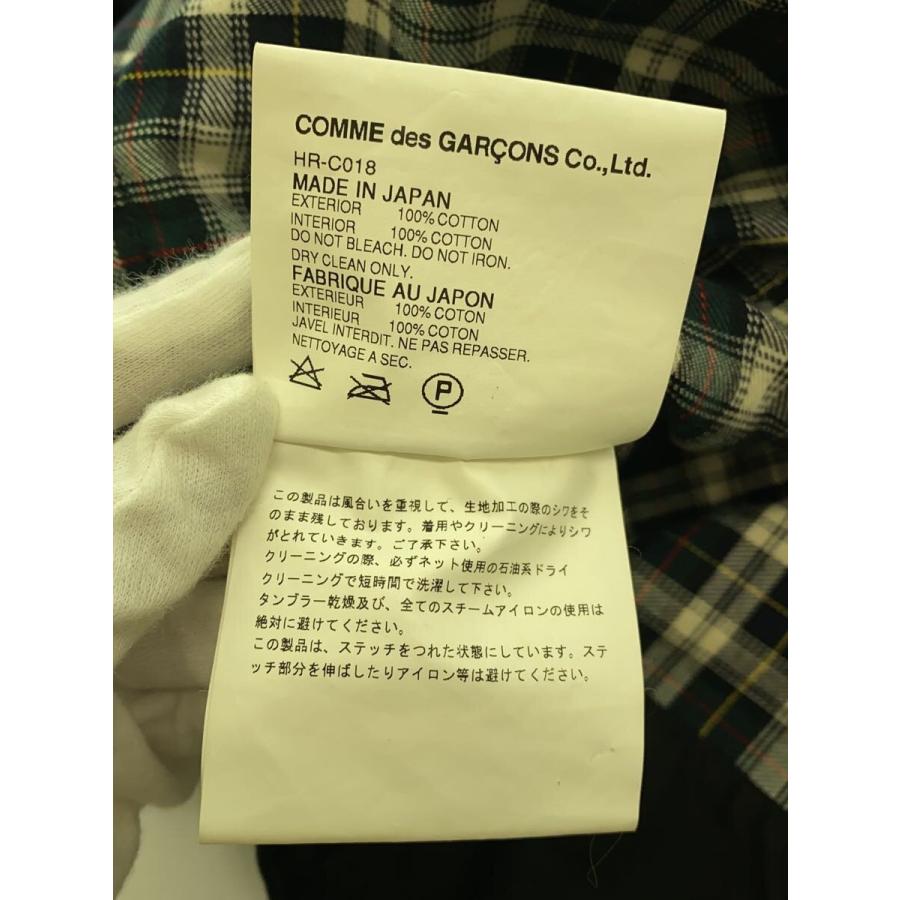 COMME des GARÇONS Co.,Ltd.
HR-C018
MADE IN JAPAN
EXTERIOR 100% COTTON
INTERIOR 100% COTTON
DO NOT BLEACH. DO NOT IRON.
DRY CLEAN ONLY.
FABRIQUE AU JAPON
EXTERIEUR 100% COTON
INTERIEUR 100% COTON
JAVEL INTERDIT. NE PAS REPASSER.
NETTOYAGE A SEC.
P
この製品は風合いを重視して、生地加工の際のシワをそ
のまま残しております。着用やクリーニングによりシワ
がとれていきます。ご了承下さい。
クリーニングの際、必ずネット使用の石油系ドライ
クリーニングで短時間で洗濯して下さい。
タンブラー乾燥及び、全てのスチームアイロンの使用は
絶対に避けてください。
この製品は、ステッチをつれた状態にしています。ステ
ッチ部分を伸ばしたりアイロン等は避けてください。